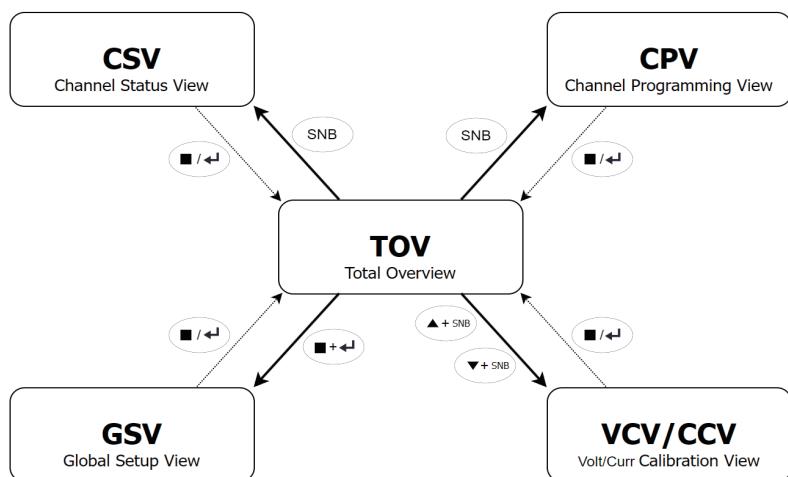 CSV
Channel Status View
CPV
Channel Programming View
SNB
SNB
■ / ↵
■ / ↵
TOV
Total Overview
■ / ↵
■ + ↵
▲ + SNB
▼ + SNB
■ / ↵
GSV
Global Setup View
VCV/CCV
Volt/Curr Calibration View